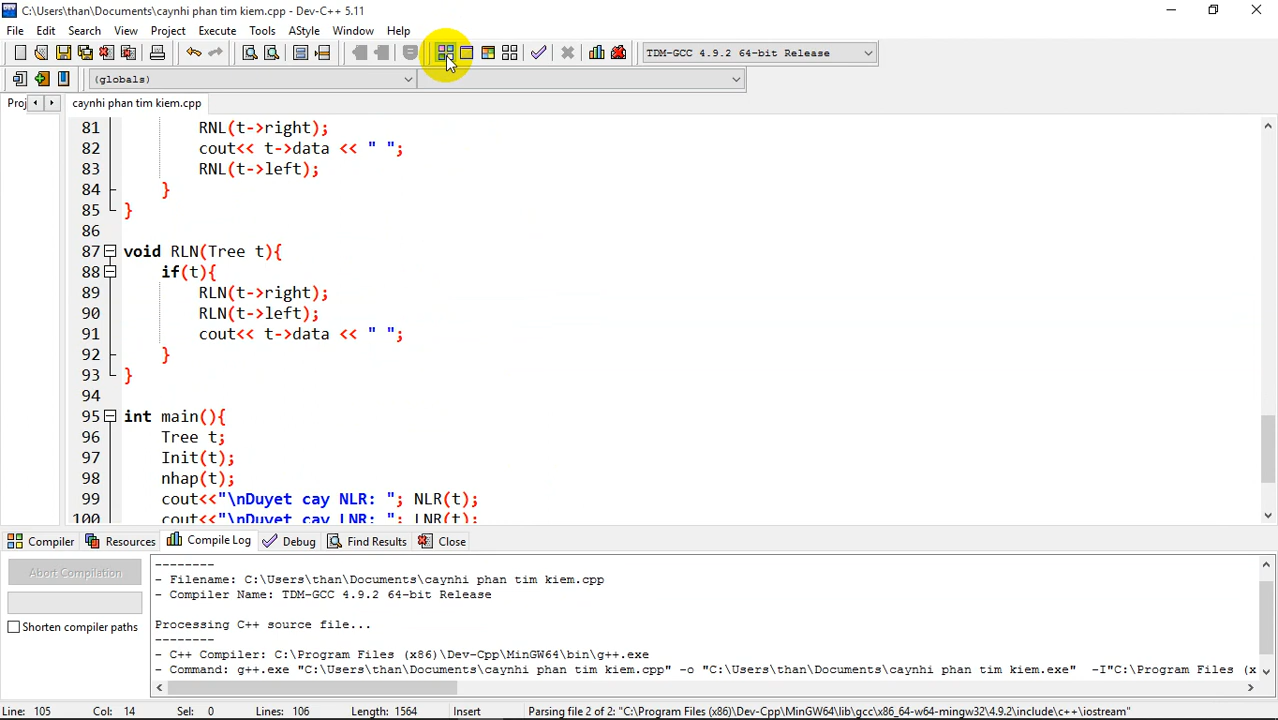 C:\Users\than\Documents\caynhi phan tim kiem.cpp - Dev-C++ 5.11
File Edit Search View Project Execute Tools AStyle Window Help
TDM-GCC 4.9.2 64-bit Release
(globals)
Proj caynhi phan tim kiem.cpp
81 RNL(t->right);
82 cout<< t->data << " ";
83 RNL(t->left);
84 }
85 }
86
87 void RLN(Tree t){
88 if(t){
89 RLN(t->right);
90 RLN(t->left);
91 cout<< t->data << " ";
92 }
93 }
94
95 int main(){
96 Tree t;
97 Init(t);
98 nhap(t);
99 cout<<"\nDuyet cay NLR: "; NLR(t);
100 cout<<"\nDuyet cay LNR: "; LNR(t);
Compiler Resources Compile Log Debug Find Results Close
Abort Compilation
Shorten compiler paths
--------
- Filename: C:\Users\than\Documents\caynhi phan tim kiem.cpp
- Compiler Name: TDM-GCC 4.9.2 64-bit Release
Processing C++ source file...
--------
- C++ Compiler: C:\Program Files (x86)\Dev-Cpp\MinGW64\bin\g++.exe
- Command: g++.exe "C:\Users\than\Documents\caynhi phan tim kiem.cpp" -o "C:\Users\than\Documents\caynhi phan tim kiem.exe" -I"C:\Program Files (x
Line: 105 Col: 14 Sel: 0 Lines: 106 Length: 1564 Insert Parsing file 2 of 2: "C:\Program Files (x86)\Dev-Cpp\MinGW64\lib\gcc\x86_64-w64-mingw32\4.9.2\include\c++\iostream"